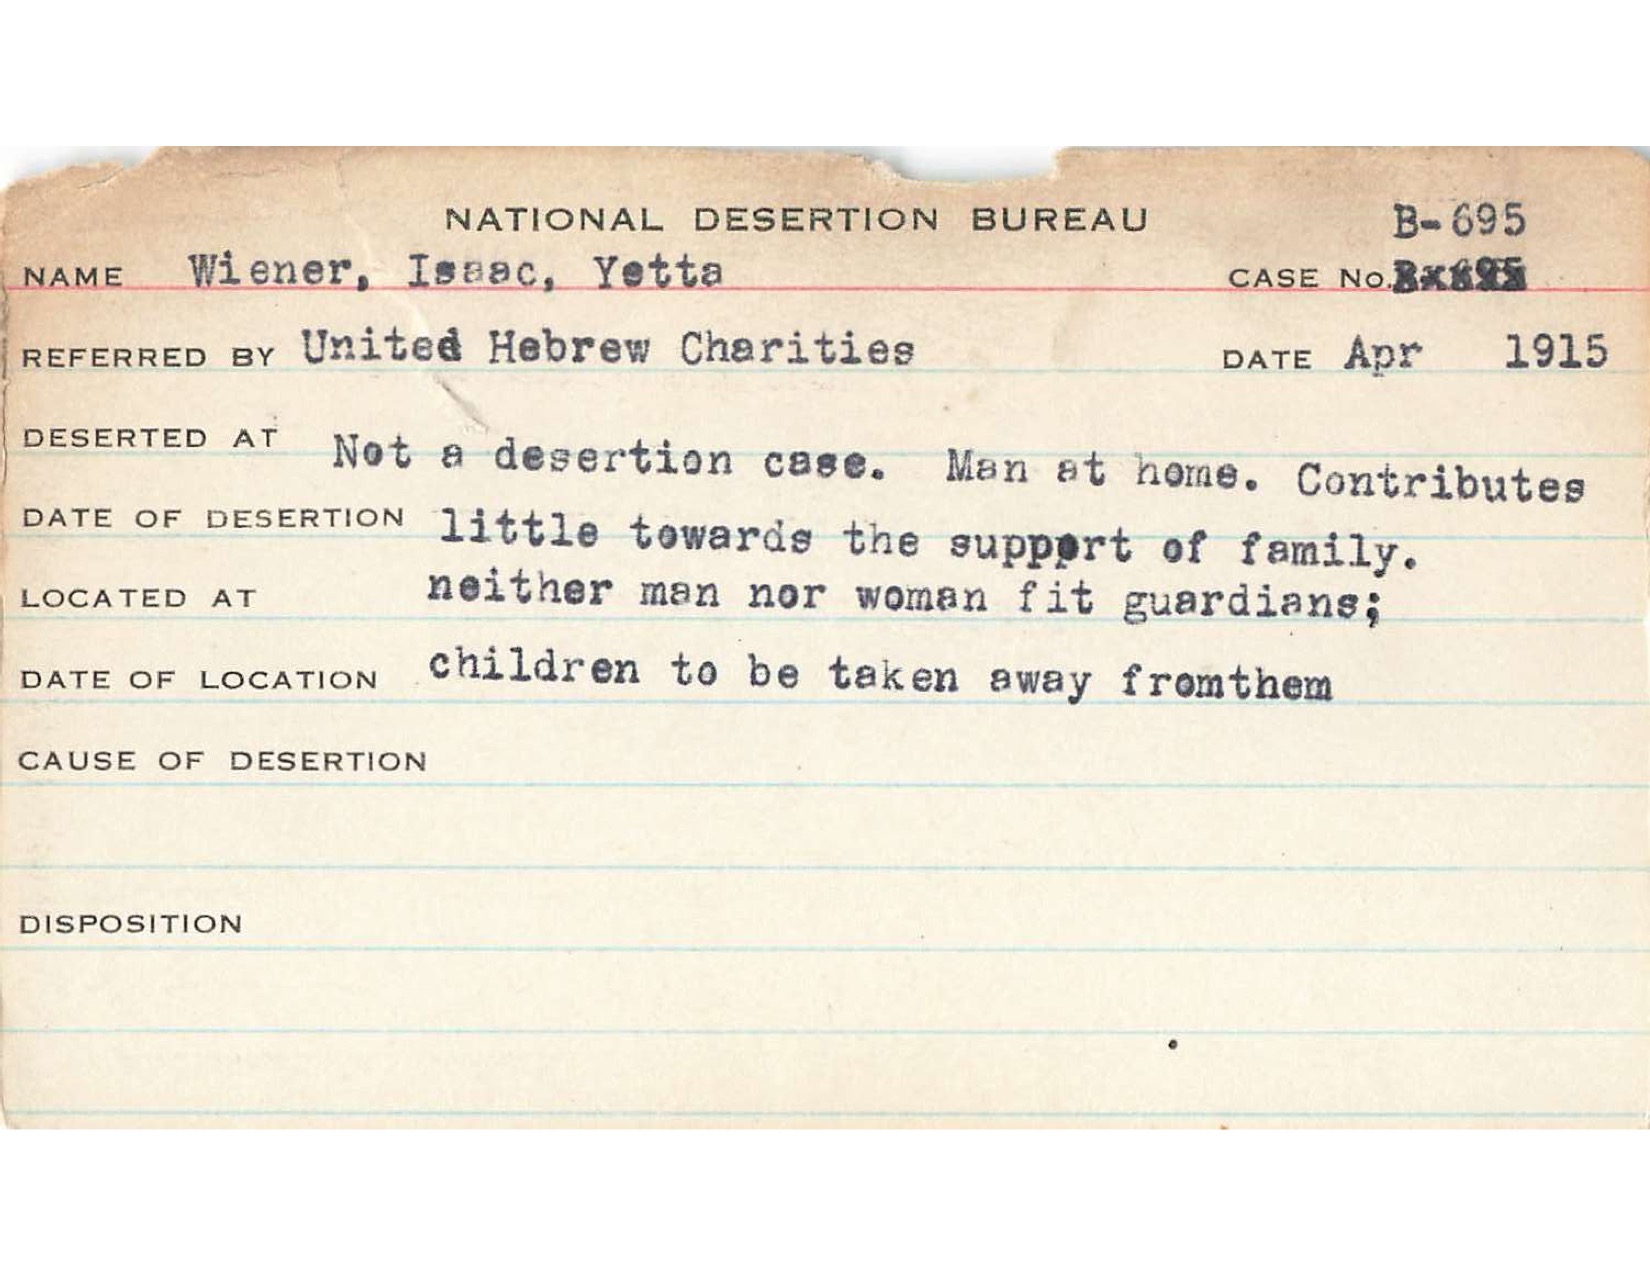 NATIONAL DESERTION BUREAU B-695
NAME Wiener, Isaac, Yetta CASE No.
REFERRED BY United Hebrew Charities DATE Apr 1915
DESERTED AT Not a desertion case. Man at home. Contributes
DATE OF DESERTION little towards the support of family.
LOCATED AT neither man nor woman fit guardians;
DATE OF LOCATION children to be taken away fromthem
CAUSE OF DESERTION
DISPOSITION